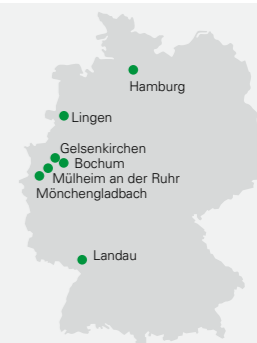 Hamburg
Lingen
Gelsenkirchen
Bochum
Mülheim an der Ruhr
Mönchengladbach
Landau